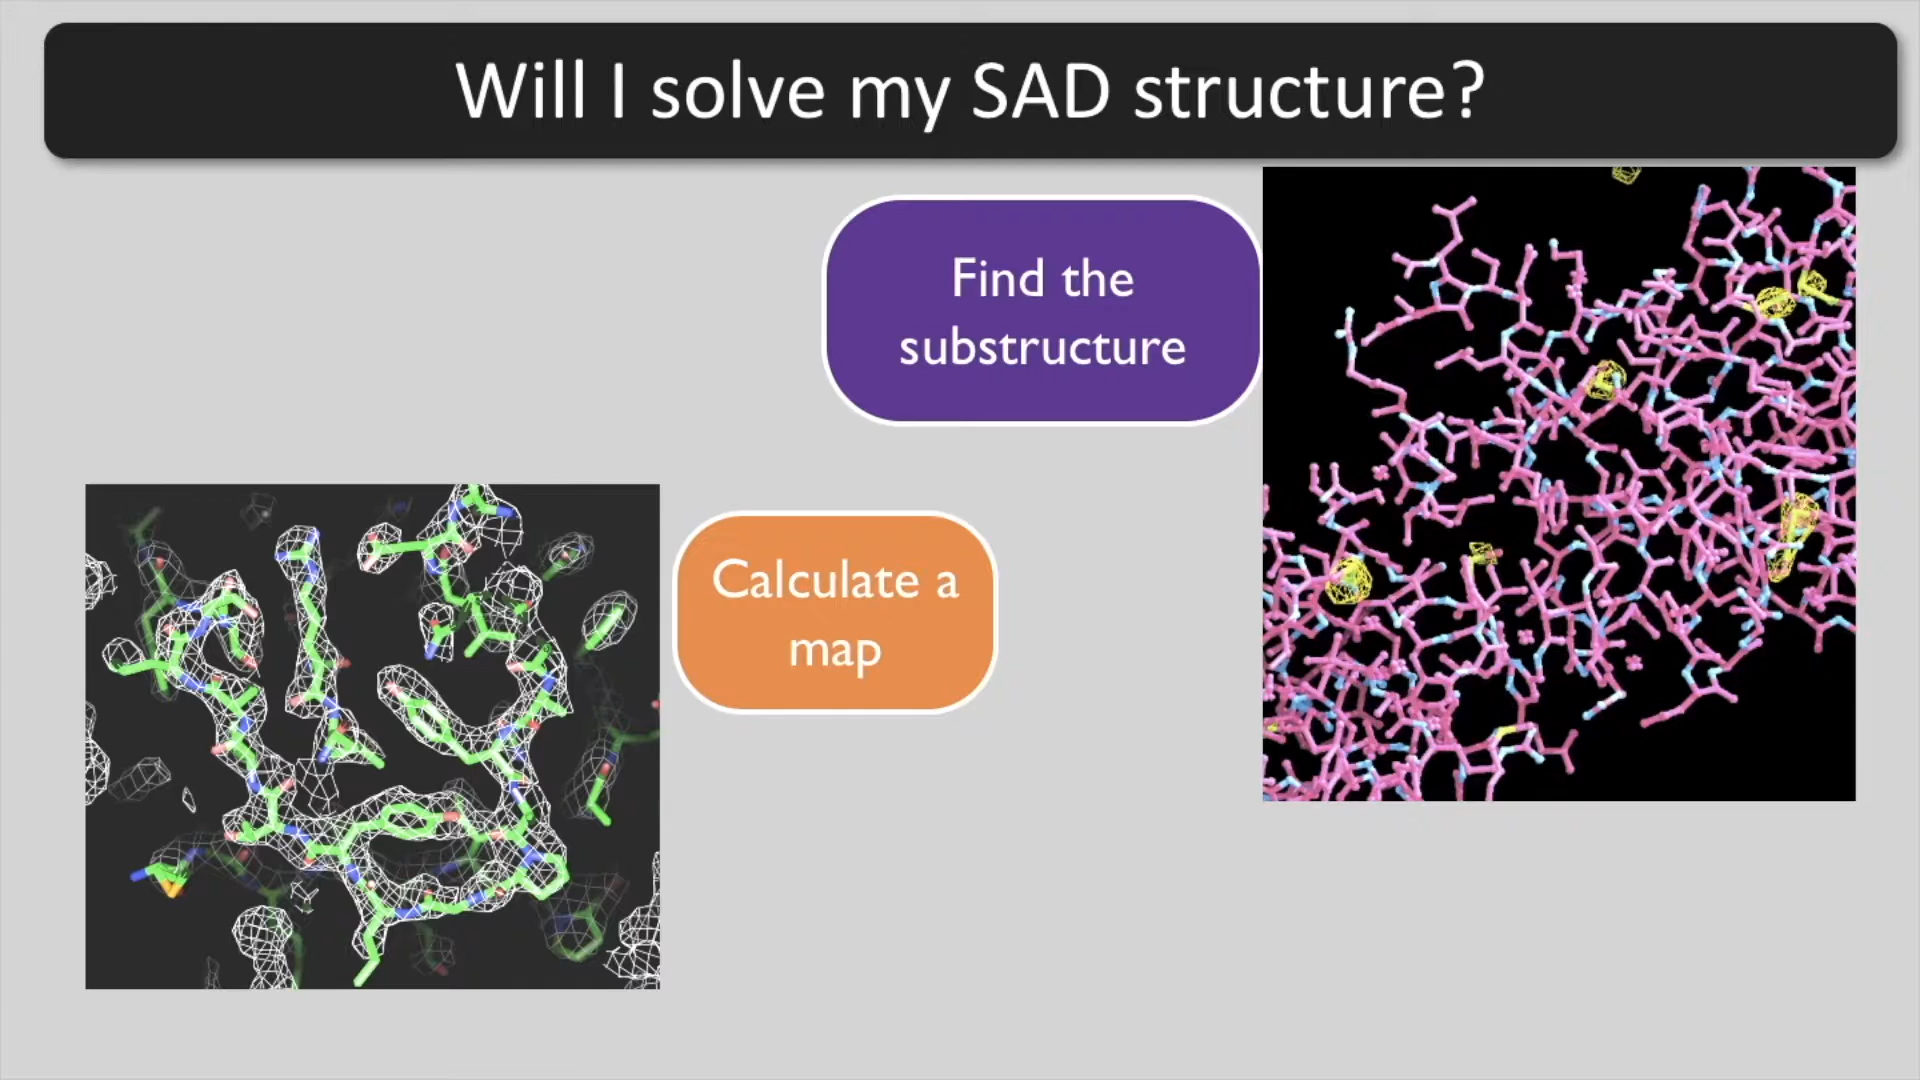 Will I solve my SAD structure?
Find the
substructure
Calculate a
map